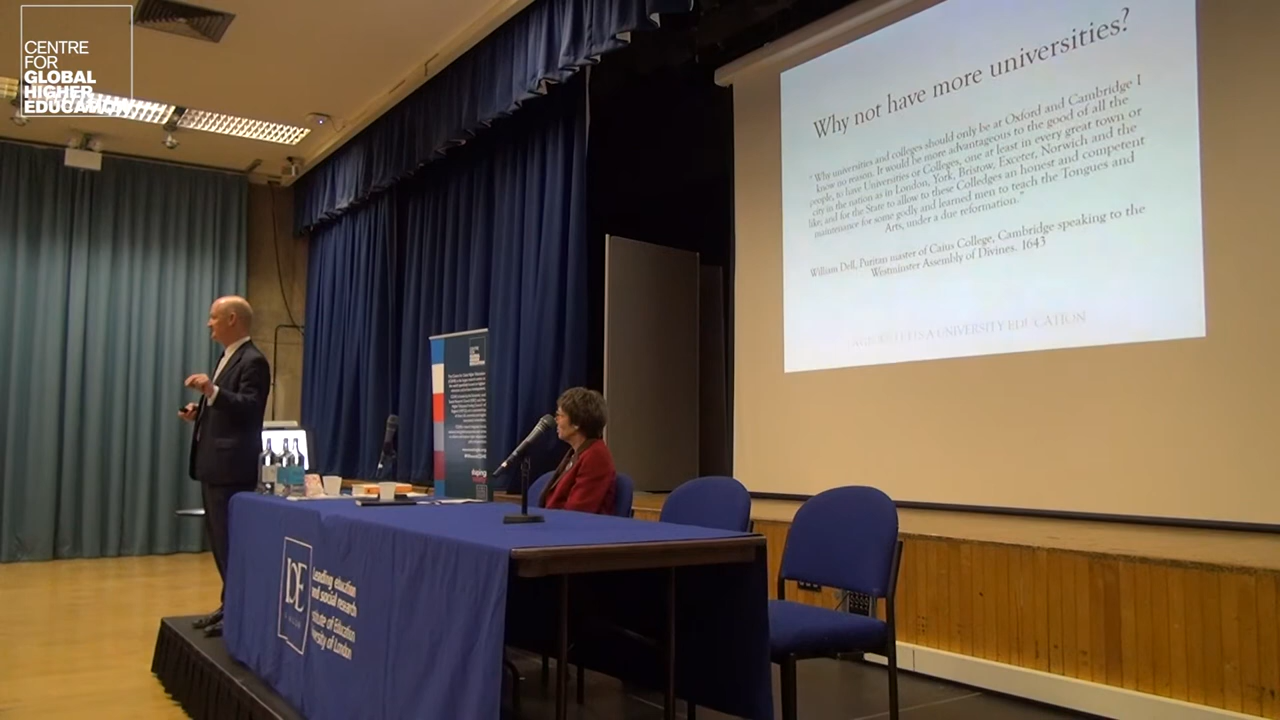 CENTRE
FOR
GLOBAL
HIGHER
EDUCATION
Why not have more universities?
"Why universities and colleges should only be at Oxford and Cambridge I
know no reason. It would be more advantageous to the good of all the
people, to have Universities or Colleges, one at least in every great town or
city in the nation as in London, York, Bristow, Exceter, Norwich and the
like; and for the State to allow to these Colledges an honest and competent
maintenance for some godly and learned men to teach the Tongues and
Arts, under a due reformation."
William Dell, Puritan master of Caius College, Cambridge speaking to the
Westminster Assembly of Divines. 1643
A UNIVERSITY EDUCATION
IOE
Leading education
and social research
Institute of Education
University of London